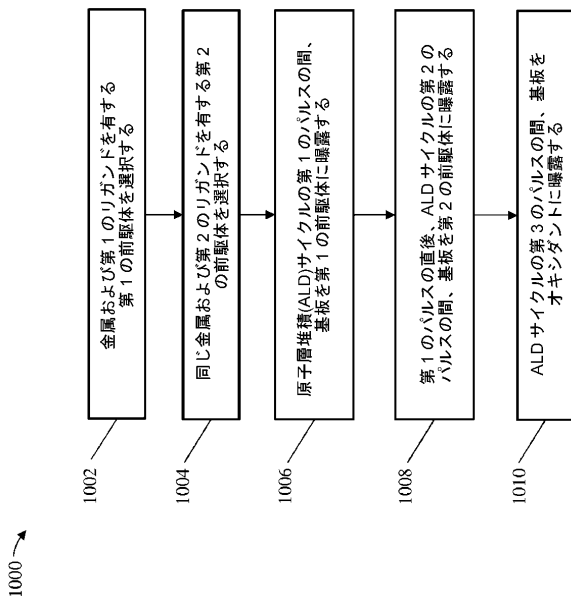 1000
1002
金属および第1のリガンドを有する
第1の前駆体を選択する
1004
同じ金属および第2のリガンドを有する第2
の前駆体を選択する
1006
原子層堆積(ALD)サイクルの第1のパルスの間、
基板を第1の前駆体に曝露する
1008
第1のパルスの直後、ALDサイクルの第2の
パルスの間、基板を第2の前駆体に曝露する
1010
ALDサイクルの第3のパルスの間、基板を
オキシダントに曝露する